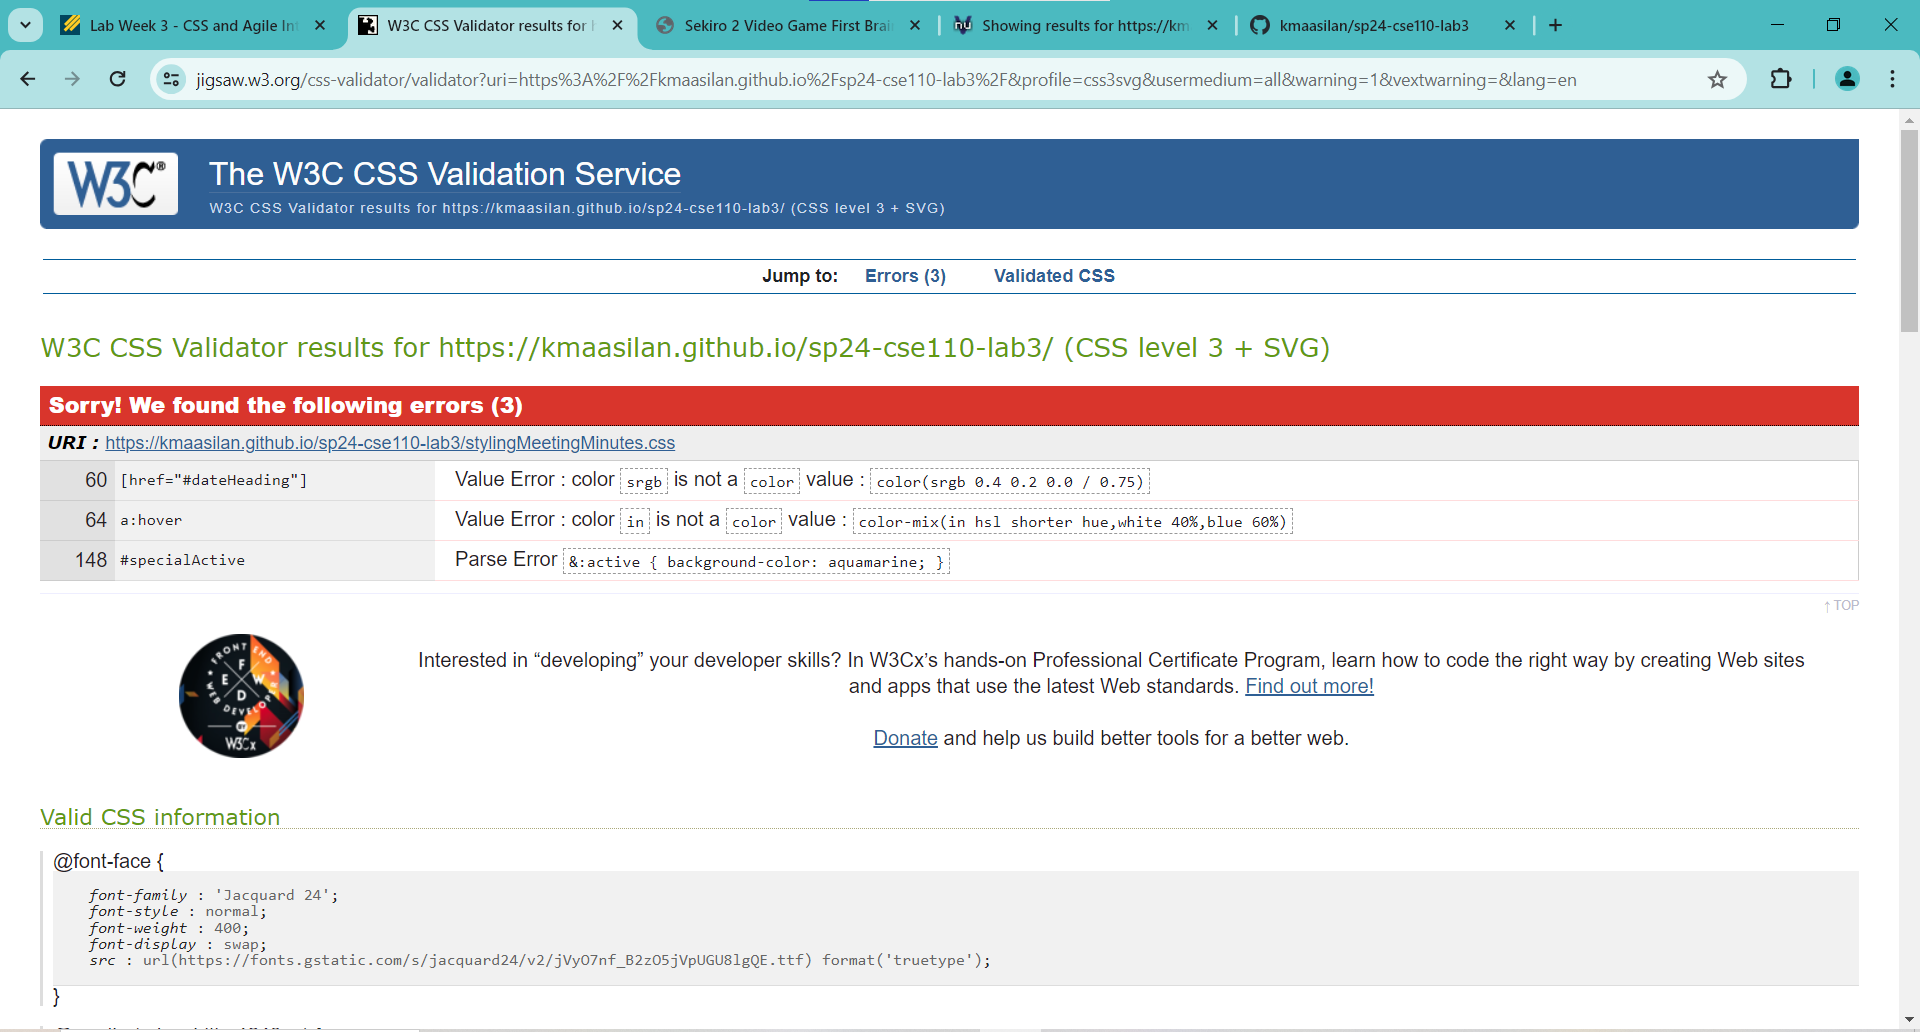 Lab Week 3 - CSS and Agile Int
W3C CSS Validator results for h
Sekiro 2 Video Game First Brai
Showing results for https://km
kmaasilan/sp24-cse110-lab3
jigsaw.w3.org/css-validator/validator?uri=https%3A%2F%2Fkmaasilan.github.io%2Fsp24-cse110-lab3%2F&profile=css3svg&usermedium=all&warning=1&vextwarning=&lang=en
W3C®
The W3C CSS Validation Service
W3C CSS Validator results for https://kmaasilan.github.io/sp24-cse110-lab3/ (CSS level 3 + SVG)
Jump to: Errors (3) Validated CSS
W3C CSS Validator results for https://kmaasilan.github.io/sp24-cse110-lab3/ (CSS level 3 + SVG)
Sorry! We found the following errors (3)
URI : https://kmaasilan.github.io/sp24-cse110-lab3/stylingMeetingMinutes.css
60 [href="#dateHeading"] Value Error : color srgb is not a color value : color(srgb 0.4 0.2 0.0 / 0.75)
64 a:hover Value Error : color in is not a color value : color-mix(in hsl shorter hue,white 40%,blue 60%)
148 #specialActive Parse Error &:active { background-color: aquamarine; }
↑ TOP
FRONT END
F
E W
D
WEB DEVELOPER
BY
W3Cx
Interested in “developing” your developer skills? In W3Cx’s hands-on Professional Certificate Program, learn how to code the right way by creating Web sites
and apps that use the latest Web standards. Find out more!
Donate and help us build better tools for a better web.
Valid CSS information
@font-face {
font-family : 'Jacquard 24';
font-style : normal;
font-weight : 400;
font-display : swap;
src : url(https://fonts.gstatic.com/s/jacquard24/v2/jVyO7nf_B2zO5jVpUGU8lgQE.ttf) format('truetype');
}